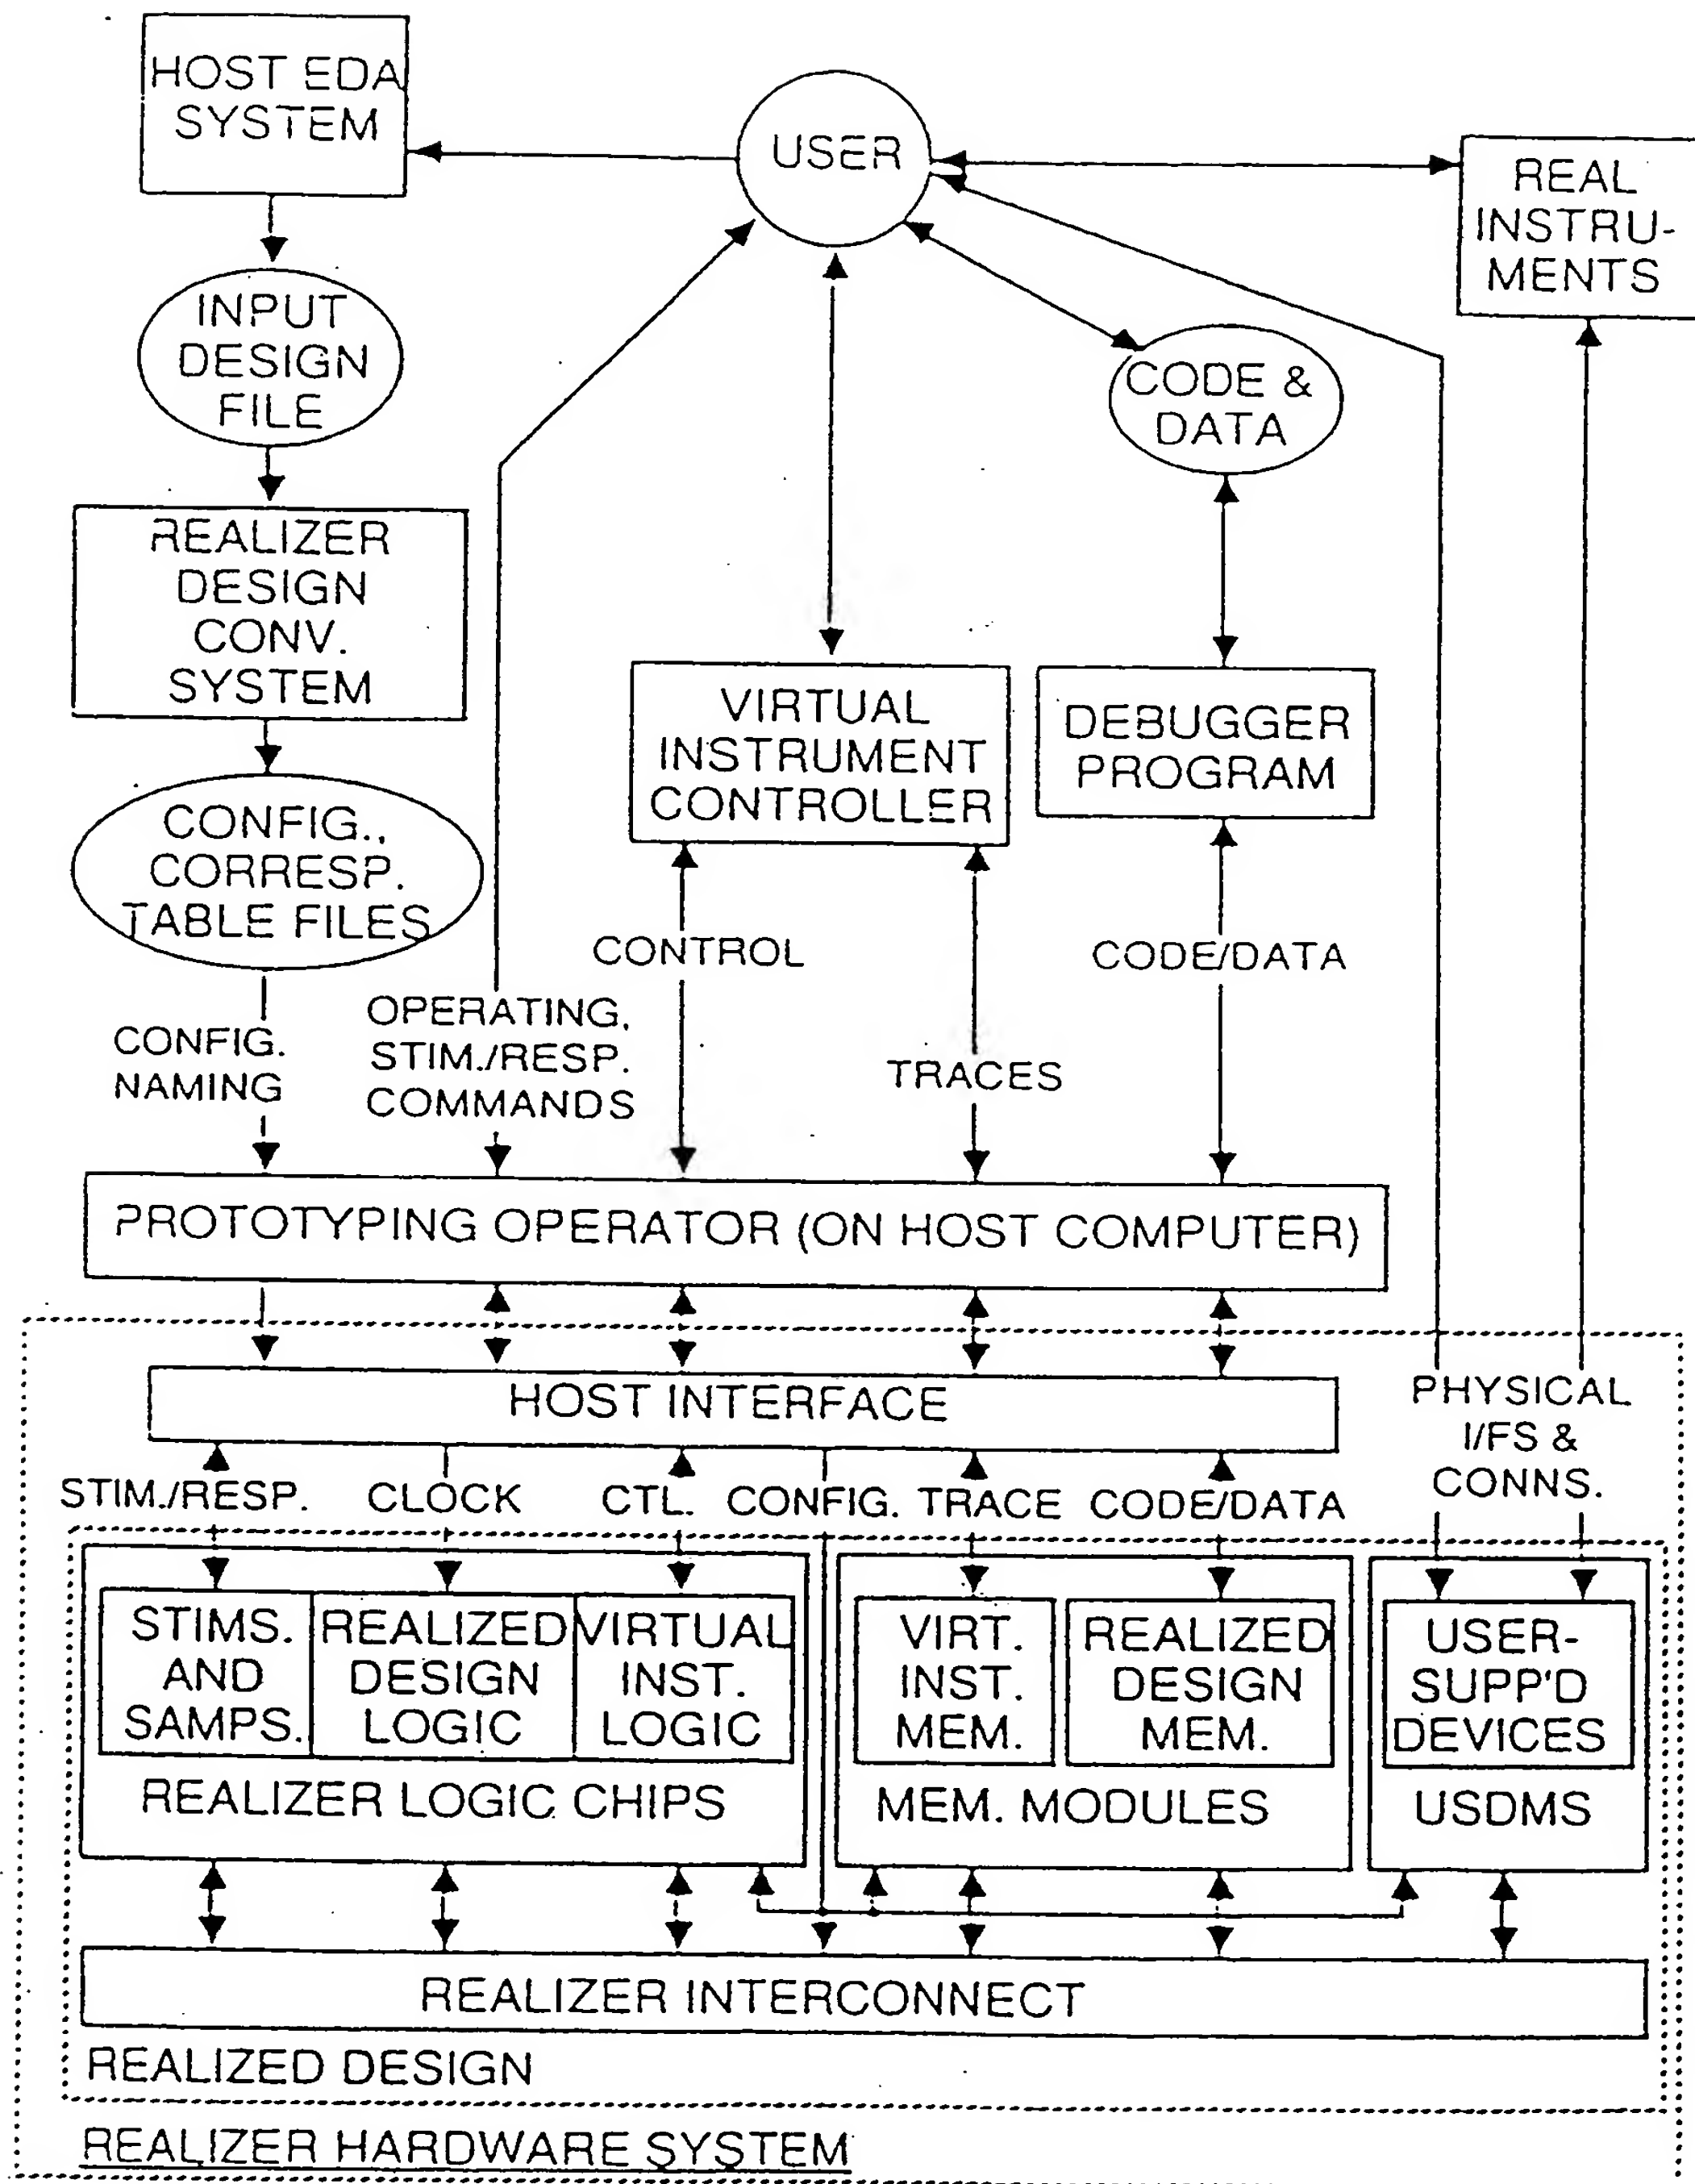 HOST EDA
SYSTEM
USER
REAL
INSTRU-
MENTS
INPUT
DESIGN
FILE
CODE &
DATA
REALIZER
DESIGN
CONV.
SYSTEM
VIRTUAL
INSTRUMENT
CONTROLLER
DEBUGGER
PROGRAM
CONFIG.,
CORRESP.
TABLE FILES
CONTROL
CODE/DATA
CONFIG.
NAMING
OPERATING,
STIM./RESP.
COMMANDS
TRACES
PROTOTYPING OPERATOR (ON HOST COMPUTER)
HOST INTERFACE
PHYSICAL
I/FS &
CONNS.
STIM./RESP.
CLOCK
CTL.
CONFIG.
TRACE
CODE/DATA
STIMS.
AND
SAMPS.
REALIZED
DESIGN
LOGIC
VIRTUAL
INST.
LOGIC
REALIZER LOGIC CHIPS
VIRT.
INST.
MEM.
REALIZED
DESIGN
MEM.
MEM. MODULES
USER-
SUPP'D
DEVICES
USDMS
REALIZER INTERCONNECT
REALIZED DESIGN
REALIZER HARDWARE SYSTEM